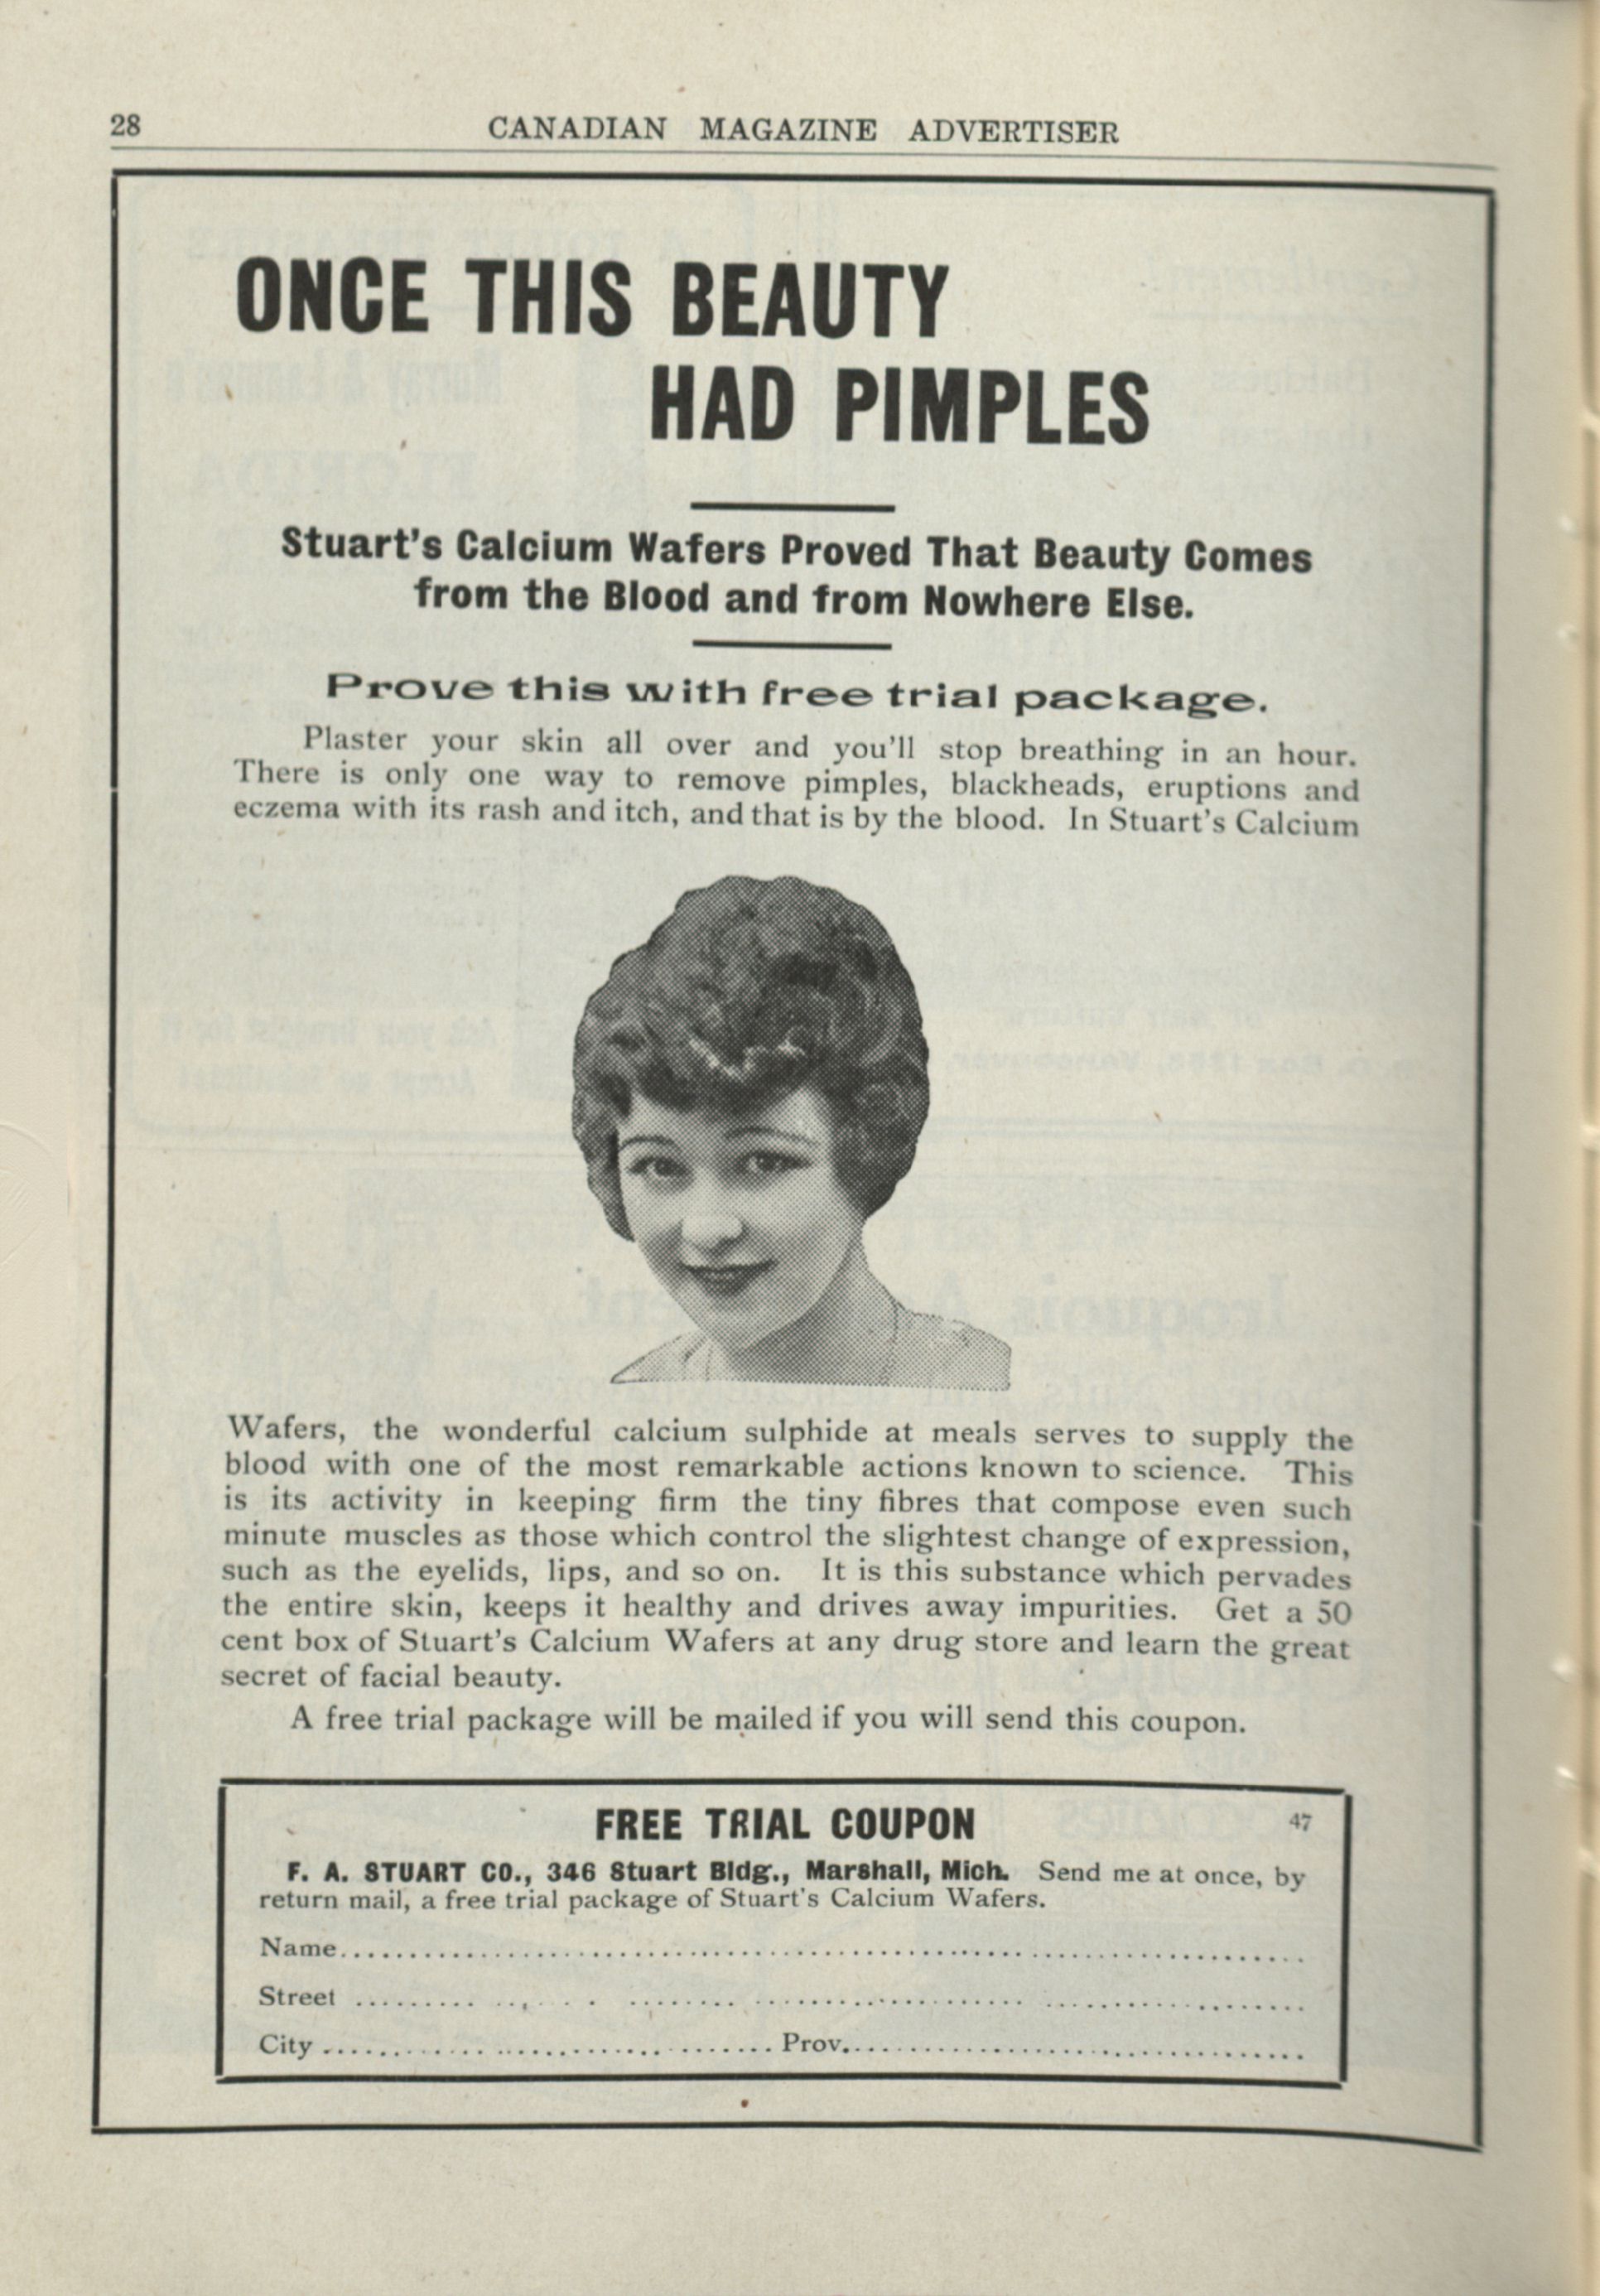 28
CANADIAN MAGAZINE ADVERTISER
ONCE THIS BEAUTY
HAD PIMPLES
Stuart's Calcium Wafers Proved That Beauty Comes
from the Blood and from Nowhere Else.
Prove this with free trial package.
Plaster your skin all over and you'll stop breathing in an hour.
There is only one way to remove pimples, blackheads, eruptions and
eczema with its rash and itch, and that is by the blood. In Stuart's Calcium
Wafers, the wonderful calcium sulphide at meals serves to supply the
blood with one of the most remarkable actions known to science. This
is its activity in keeping firm the tiny fibres that compose even such
minute muscles as those which control the slightest change of expression,
such as the eyelids, lips, and so on. It is this substance which pervades
the entire skin, keeps it healthy and drives away impurities. Get a 50
cent box of Stuart's Calcium Wafers at any drug store and learn the great
secret of facial beauty.
A free trial package will be mailed if you will send this coupon.
FREE TRIAL COUPON
47
F. A. STUART CO., 346 Stuart Bldg., Marshall, Mich. Send me at once, by
return mail, a free trial package of Stuart's Calcium Wafers.
Name
Street
City Prov.